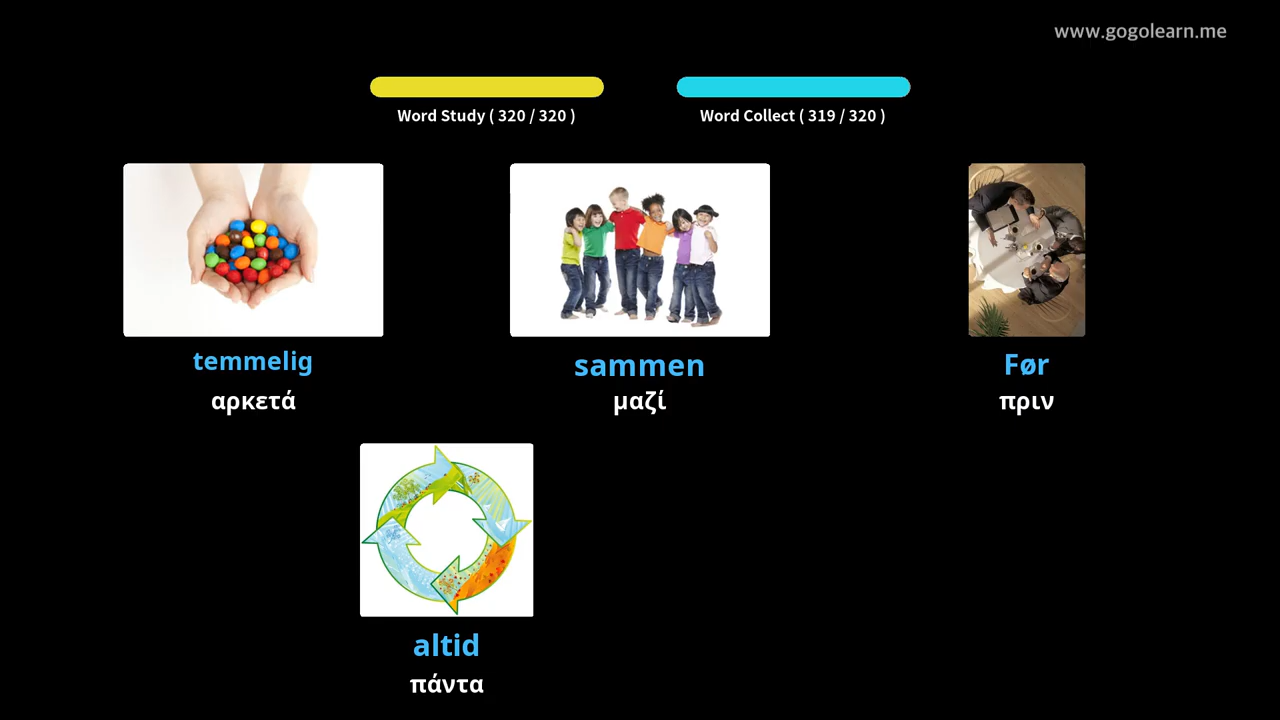 www.gogolearn.me
Word Study ( 320 / 320 )
Word Collect ( 319 / 320 )
temmelig
αρκετά
sammen
μαζί
Før
πριν
altid
πάντα